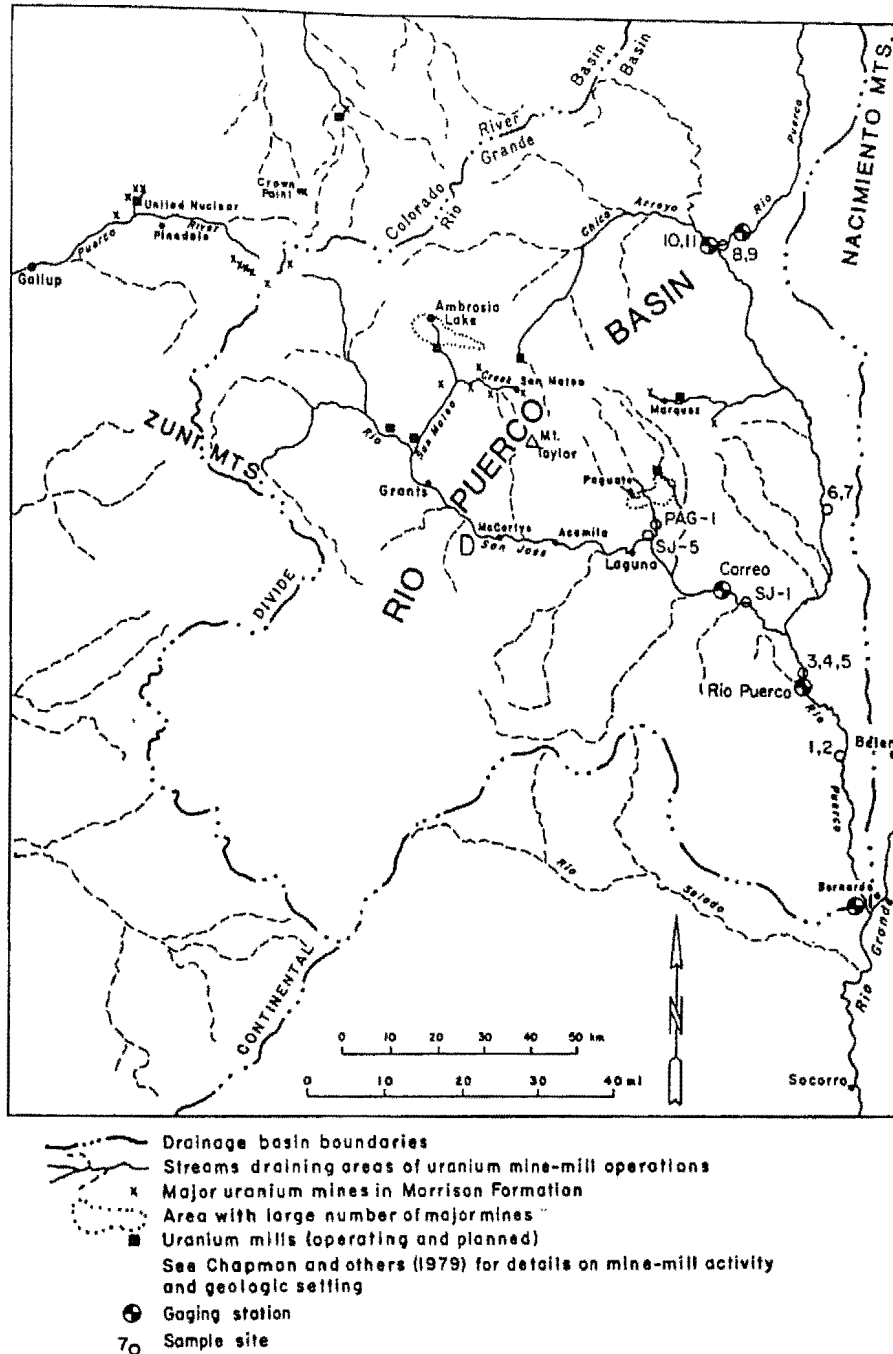 Basin
Basin
River
Grande
Colorado
Rio
Puerco
NACIMIENTO MTS.
Crown
Point
United Nuclear
Puerco
River
Pinedale
Gallup
Chico
Arroyo
Rio
10,11
8,9
Ambrosia
Lake
BASIN
Creek
San Mateo
San Mateo
Marquez
ZUNI MTS.
Rio
PUERCO
Mt.
Taylor
Paguate
6,7
Grants
PAG-1
McCartys
Acomita
SJ-5
D
San Jose
Laguna
Correo
SJ-1
RIO
DIVIDE
3,4,5
Rio Puerco
Rio
1,2
Belen
Puerco
Rio
Salado
Bernardo
Grande
Rio
CONTINENTAL
N
0 10 20 30 40 50 km
0 10 20 30 40 mi
Socorro
Drainage basin boundaries
Streams draining areas of uranium mine-mill operations
x Major uranium mines in Morrison Formation
Area with large number of major mines
Uranium mills (operating and planned)
See Chapman and others (1979) for details on mine-mill activity
and geologic setting
Gaging station
7 Sample site